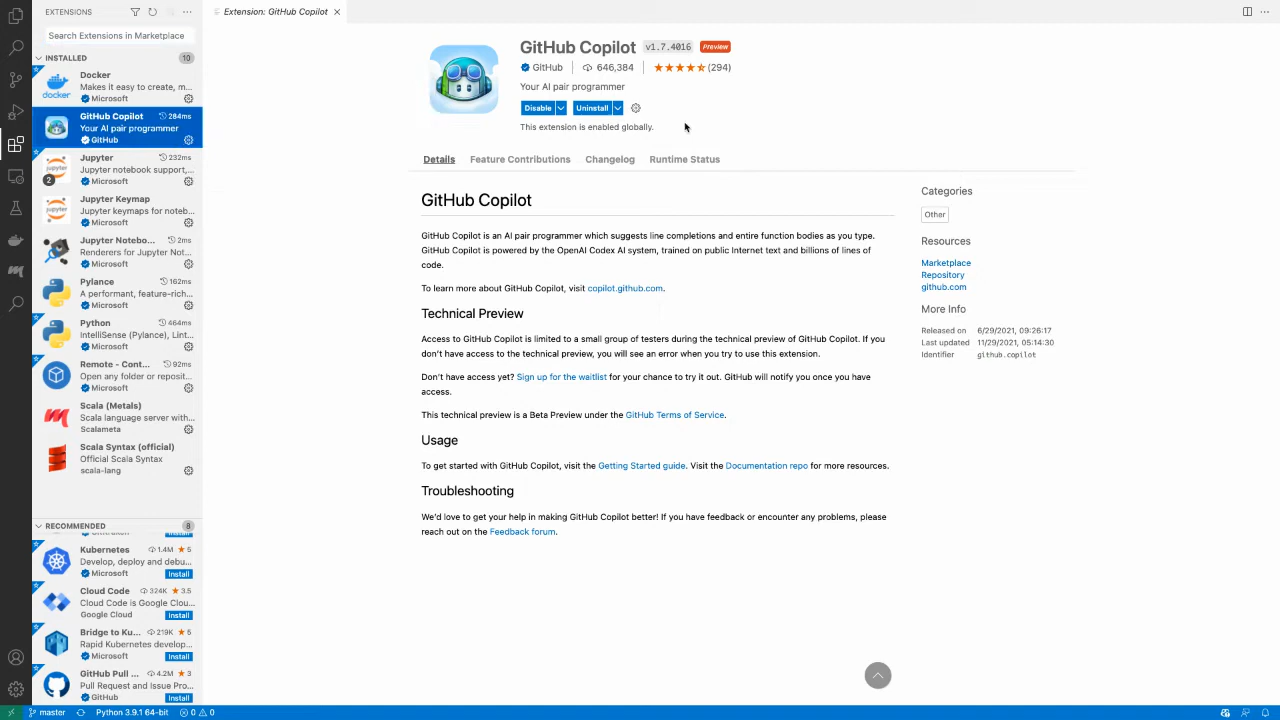 EXTENSIONS
Extension: GitHub Copilot
Search Extensions in Marketplace
INSTALLED 10
Docker
Makes it easy to create, m...
Microsoft
docker
GitHub Copilot 284ms
Your AI pair programmer
GitHub
Jupyter 232ms
Jupyter notebook support,...
Microsoft
jupyter
2
Jupyter Keymap
Jupyter keymaps for noteb...
Microsoft
jupyter
Jupyter Notebo... 2ms
Renderers for Jupyter Not...
Microsoft
Pylance 162ms
A performant, feature-rich...
Microsoft
Python 464ms
IntelliSense (Pylance), Lint...
Microsoft
Remote - Cont... 92ms
Open any folder or reposit...
Microsoft
Scala (Metals)
Scala language server with...
Scalameta
Scala Syntax (official)
Official Scala Syntax
scala-lang
RECOMMENDED 8
Install
Kubernetes 1.4M 5
Develop, deploy and debu...
Microsoft Install
Cloud Code 324K 3.5
Cloud Code is Google Clou...
Google Cloud Install
Bridge to Ku... 219K 5
Rapid Kubernetes develop...
Microsoft Install
GitHub Pull ... 4.2M 3
Pull Request and Issue Pro...
GitHub Install
GitHub Copilot v1.7.4016 Preview
GitHub 646,384 (294)
Your AI pair programmer
Disable Uninstall
This extension is enabled globally.
Details Feature Contributions Changelog Runtime Status
GitHub Copilot
GitHub Copilot is an AI pair programmer which suggests line completions and entire function bodies as you type.
GitHub Copilot is powered by the OpenAI Codex AI system, trained on public Internet text and billions of lines of
code.
To learn more about GitHub Copilot, visit copilot.github.com.
Technical Preview
Access to GitHub Copilot is limited to a small group of testers during the technical preview of GitHub Copilot. If you
don't have access to the technical preview, you will see an error when you try to use this extension.
Don't have access yet? Sign up for the waitlist for your chance to try it out. GitHub will notify you once you have
access.
This technical preview is a Beta Preview under the GitHub Terms of Service.
Usage
To get started with GitHub Copilot, visit the Getting Started guide. Visit the Documentation repo for more resources.
Troubleshooting
We'd love to get your help in making GitHub Copilot better! If you have feedback or encounter any problems, please
reach out on the Feedback forum.
Categories
Other
Resources
Marketplace
Repository
github.com
More Info
Released on 6/29/2021, 09:26:17
Last updated 11/29/2021, 05:14:30
Identifier github.copilot
master Python 3.9.1 64-bit 0 0